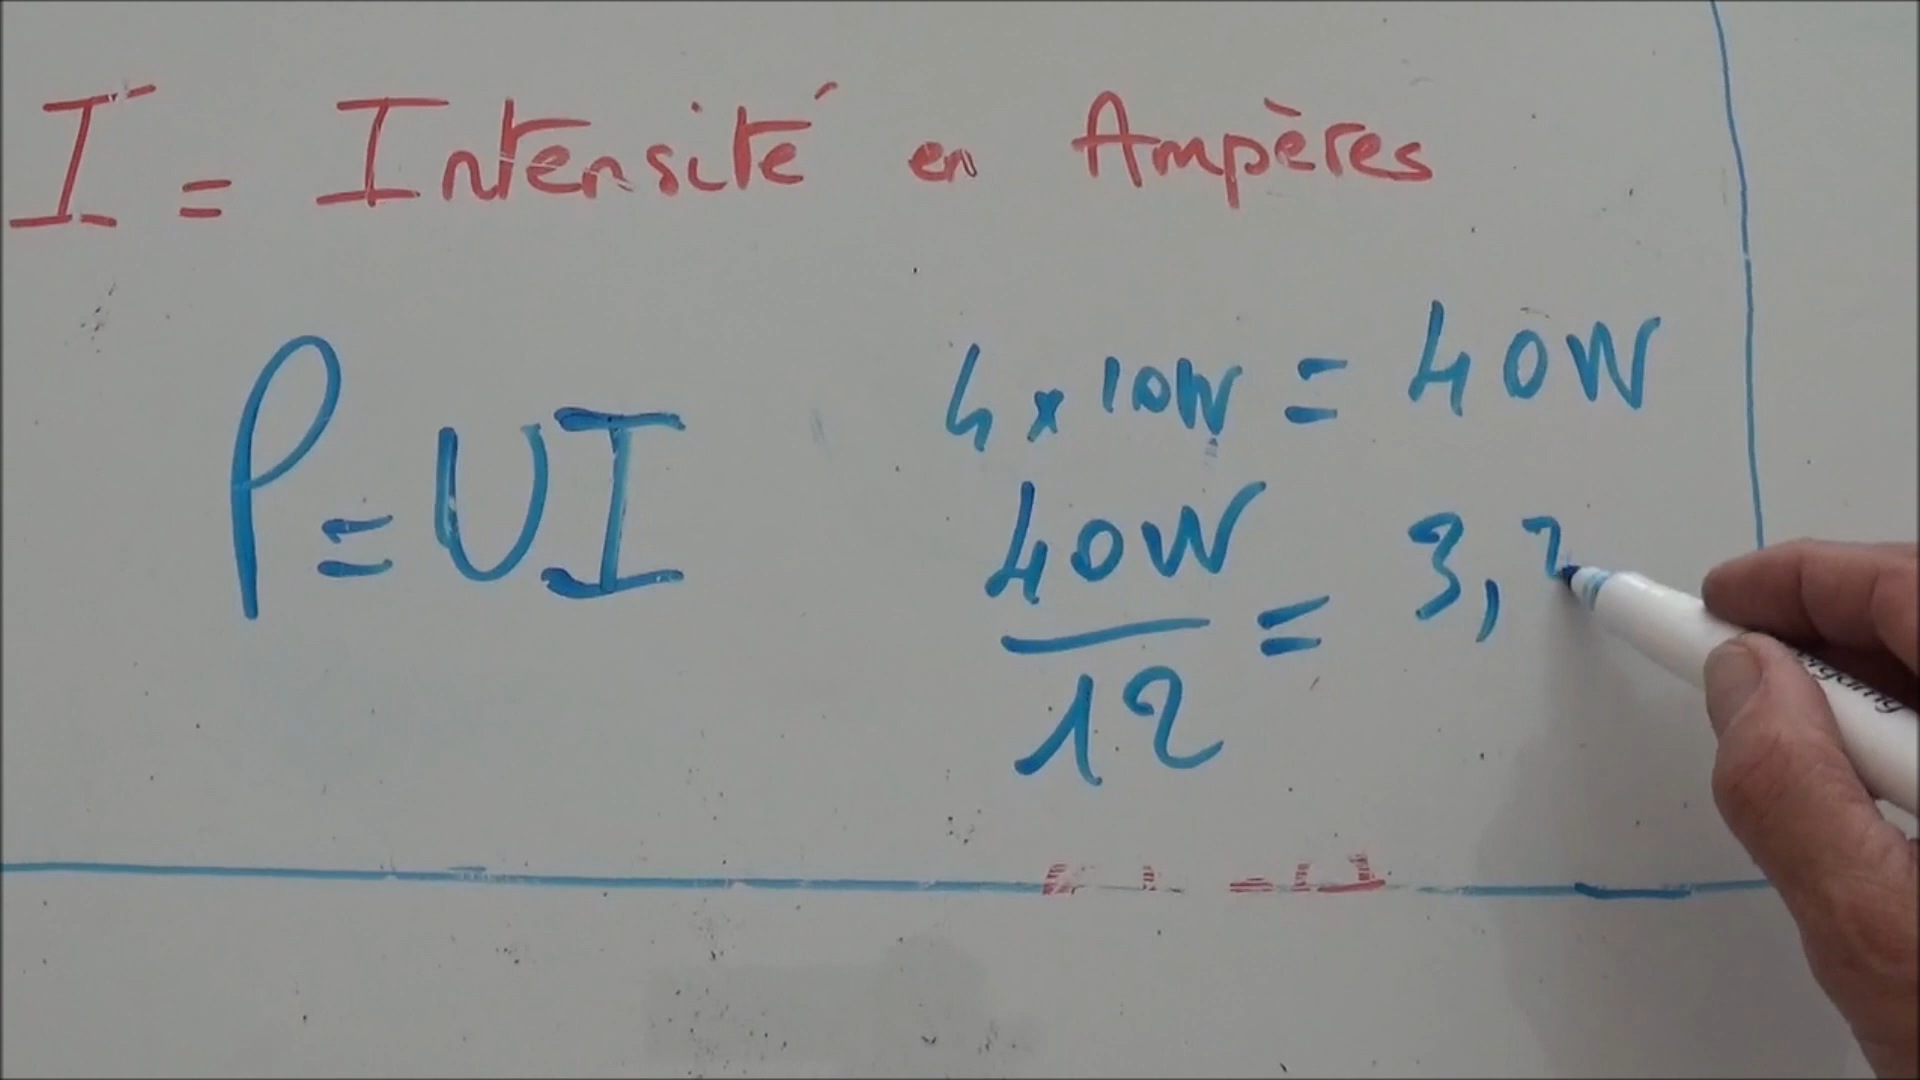 I = Intensité en Ampères
P = UI
4 x 10W = 40W
40W
12
= 3,